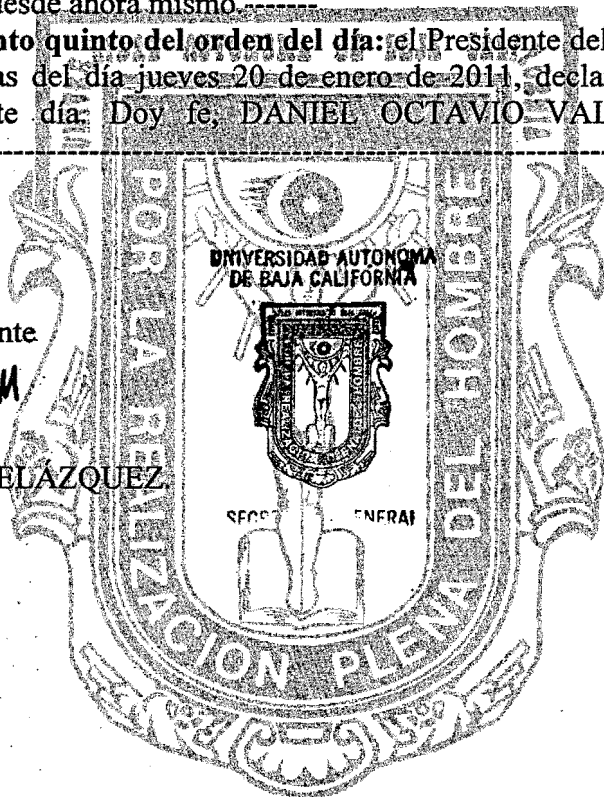 desde ahora mismo.-------
nto quinto del orden del día: el Presidente del
as del día jueves 20 de enero de 2011, decla
te día: Doy fe, DANIEL OCTAVIO VAL
POR LA REALIZACION PLENA DEL HOMBRE
UNIVERSIDAD AUTONOMA
DE BAJA CALIFORNIA
nte
ELÁZQUEZ
SECR ENERAL